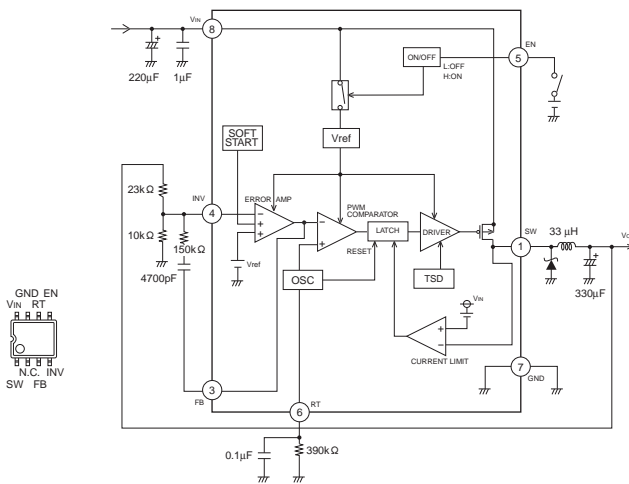 VIN
8
220μF
1μF
ON/OFF
L:OFF
H:ON
EN
5
SOFT
START
Vref
23kΩ
INV
4
ERROR AMP
10kΩ
150kΩ
4700pF
Vref
PWM
COMPARATOR
LATCH
RESET
DRIVER
OSC
TSD
SW
1
33 μH
VO
330μF
VIN
CURRENT LIMIT
7
GND
3
FB
6
RT
0.1μF
390kΩ
GND EN
VIN RT
N.C. INV
SW FB